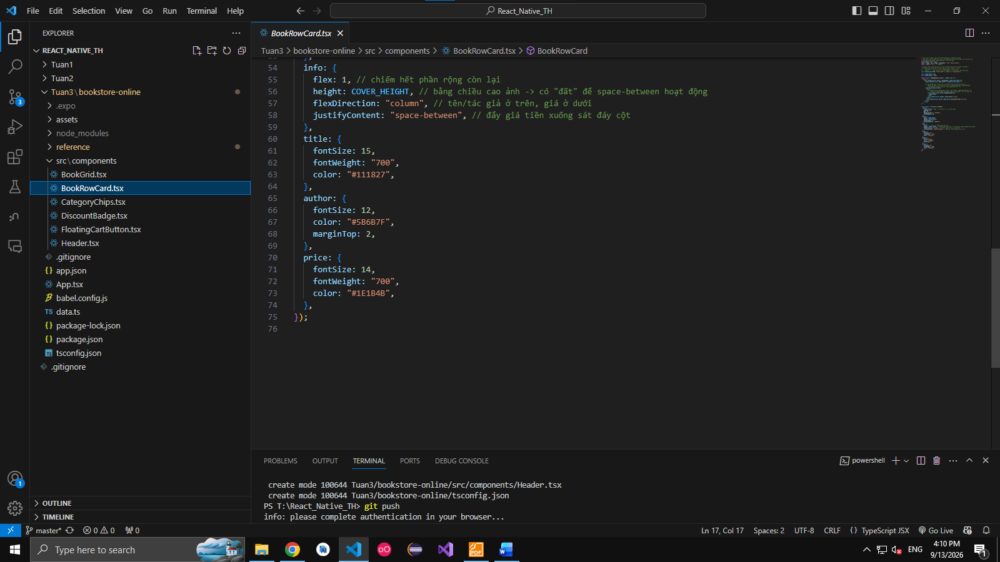 File Edit Selection View Go Run Terminal Help
React_Native_TH
EXPLORER
REACT_NATIVE_TH
Tuan1
Tuan2
Tuan3\bookstore-online
.expo
assets
node_modules
reference
src\components
BookGrid.tsx
BookRowCard.tsx
CategoryChips.tsx
DiscountBadge.tsx
FloatingCartButton.tsx
Header.tsx
.gitignore
app.json
App.tsx
babel.config.js
data.ts
package-lock.json
package.json
tsconfig.json
.gitignore
OUTLINE
TIMELINE
3
1
BookRowCard.tsx
Tuan3 > bookstore-online > src > components > BookRowCard.tsx > BookRowCard
54 info: {
55 flex: 1, // chiếm hết phần rộng còn lại
56 height: COVER_HEIGHT, // bằng chiều cao ảnh -> có "đất" để space-between hoạt động
57 flexDirection: "column", // tên/tác giả ở trên, giá ở dưới
58 justifyContent: "space-between", // đẩy giá tiền xuống sát đáy cột
59 },
60 title: {
61 fontSize: 15,
62 fontWeight: "700",
63 color: "#111827",
64 },
65 author: {
66 fontSize: 12,
67 color: "#5B6B7F",
68 marginTop: 2,
69 },
70 price: {
71 fontSize: 14,
72 fontWeight: "700",
73 color: "#1E1B4B",
74 },
75 });
76
PROBLEMS OUTPUT TERMINAL PORTS DEBUG CONSOLE
powershell
create mode 100644 Tuan3/bookstore-online/src/components/Header.tsx
create mode 100644 Tuan3/bookstore-online/tsconfig.json
PS T:\React_Native_TH> git push
info: please complete authentication in your browser...
master* 0 0 0
Ln 17, Col 17 Spaces: 2 UTF-8 CRLF {} TypeScript JSX Go Live
Type here to search
PDF
ENG
4:10 PM
9/13/2026
1